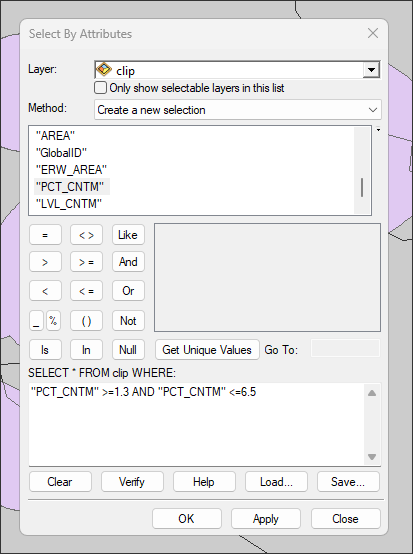 Select By Attributes
Layer:
clip
Only show selectable layers in this list
Method:
Create a new selection
"AREA"
"GlobalID"
"ERW_AREA"
"PCT_CNTM"
"LVL_CNTM"
= < > Like
> > = And
< < = Or
_ % ( ) Not
Is In Null Get Unique Values Go To:
SELECT * FROM clip WHERE:
"PCT_CNTM" >=1.3 AND "PCT_CNTM" <=6.5
Clear Verify Help Load... Save...
OK Apply Close